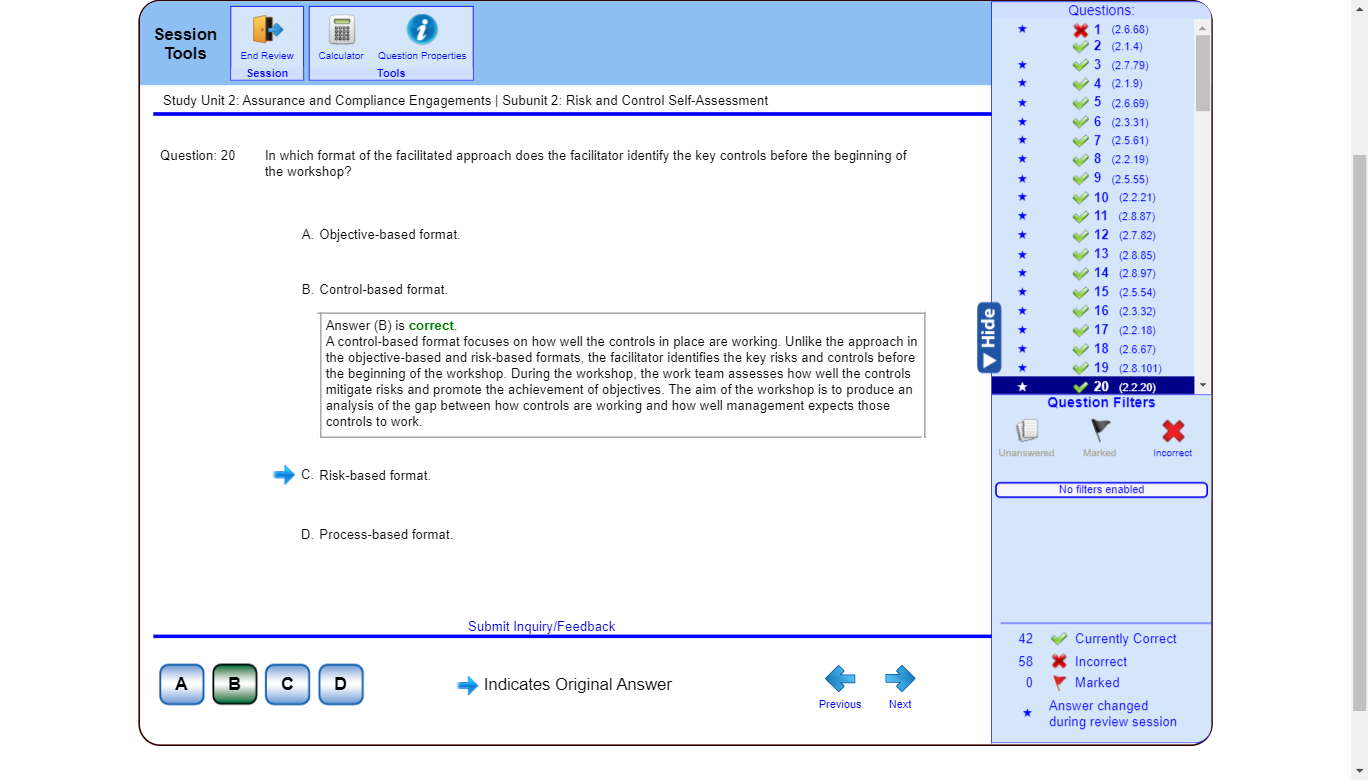 Session Tools
End Review
Session
Calculator
Question Properties
Tools
Study Unit 2: Assurance and Compliance Engagements | Subunit 2: Risk and Control Self-Assessment
Question: 20
In which format of the facilitated approach does the facilitator identify the key controls before the beginning of
the workshop?
A. Objective-based format.
B. Control-based format.
Answer (B) is correct.
A control-based format focuses on how well the controls in place are working. Unlike the approach in
the objective-based and risk-based formats, the facilitator identifies the key risks and controls before
the beginning of the workshop. During the workshop, the work team assesses how well the controls
mitigate risks and promote the achievement of objectives. The aim of the workshop is to produce an
analysis of the gap between how controls are working and how well management expects those
controls to work.
C. Risk-based format.
D. Process-based format.
Submit Inquiry/Feedback
A B C D
Indicates Original Answer
Previous
Next
Hide
Questions:
1 (2.6.68)
2 (2.1.4)
3 (2.7.79)
4 (2.1.9)
5 (2.6.69)
6 (2.3.31)
7 (2.5.61)
8 (2.2.19)
9 (2.5.55)
10 (2.2.21)
11 (2.8.87)
12 (2.7.82)
13 (2.8.85)
14 (2.8.97)
15 (2.5.54)
16 (2.3.32)
17 (2.2.18)
18 (2.6.67)
19 (2.8.101)
20 (2.2.20)
Question Filters
Unanswered
Marked
Incorrect
No filters enabled
42 Currently Correct
58 Incorrect
0 Marked
Answer changed
during review session